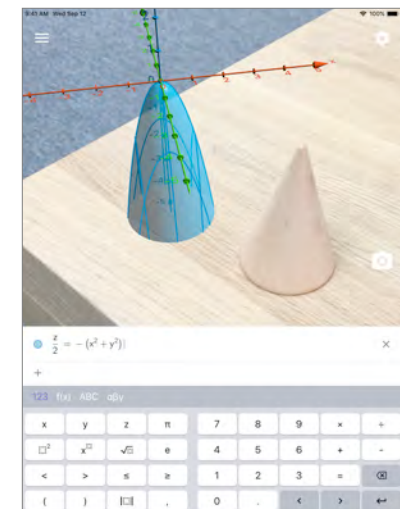 9:41 AM Wed Sep 12 100%
z/2 = − (x² + y²)
+
123 f(x) ABC αβγ
x y z π 7 8 9 × ÷
□² x□ √□ e 4 5 6 + -
< > ≤ ≥ 1 2 3 =
( ) |□| , 0 . < >